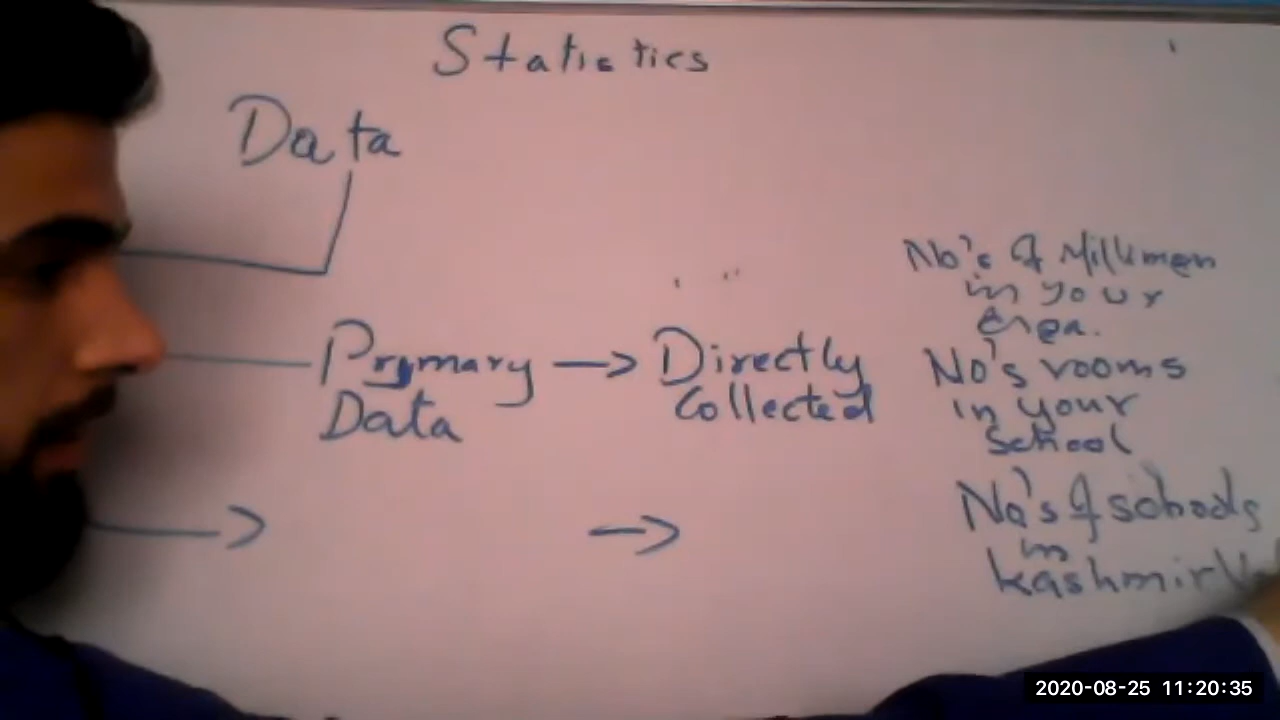 Statistics
Data
Prymary
Data
Directly
Collected
No's of Milkmen
in your
area.
No's rooms
in your
School
No's of schools
in
kashmir
2020-08-25 11:20:35